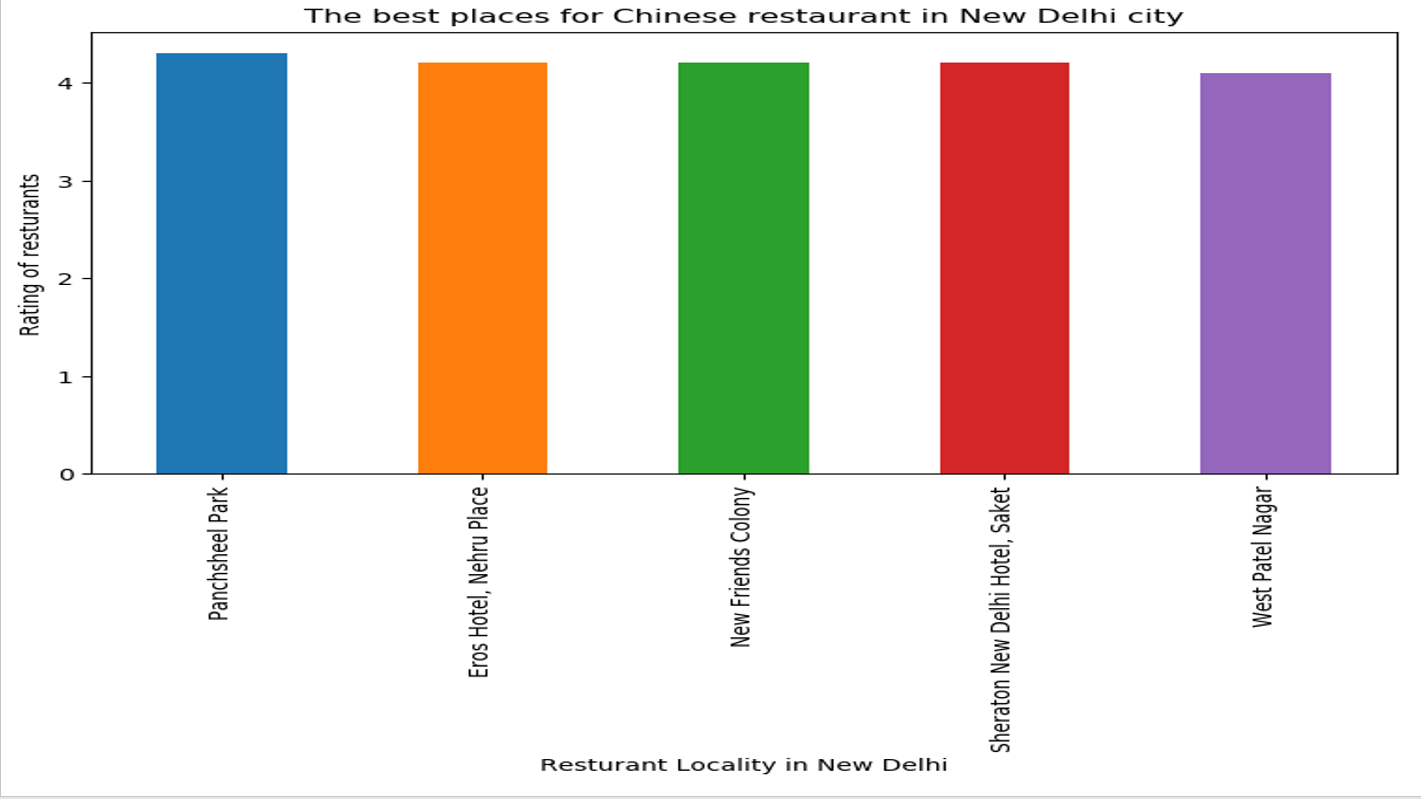 The best places for Chinese restaurant in New Delhi city
Rating of resturants
4
3
2
1
0
Panchsheel Park
Eros Hotel, Nehru Place
New Friends Colony
Sheraton New Delhi Hotel, Saket
West Patel Nagar
Resturant Locality in New Delhi